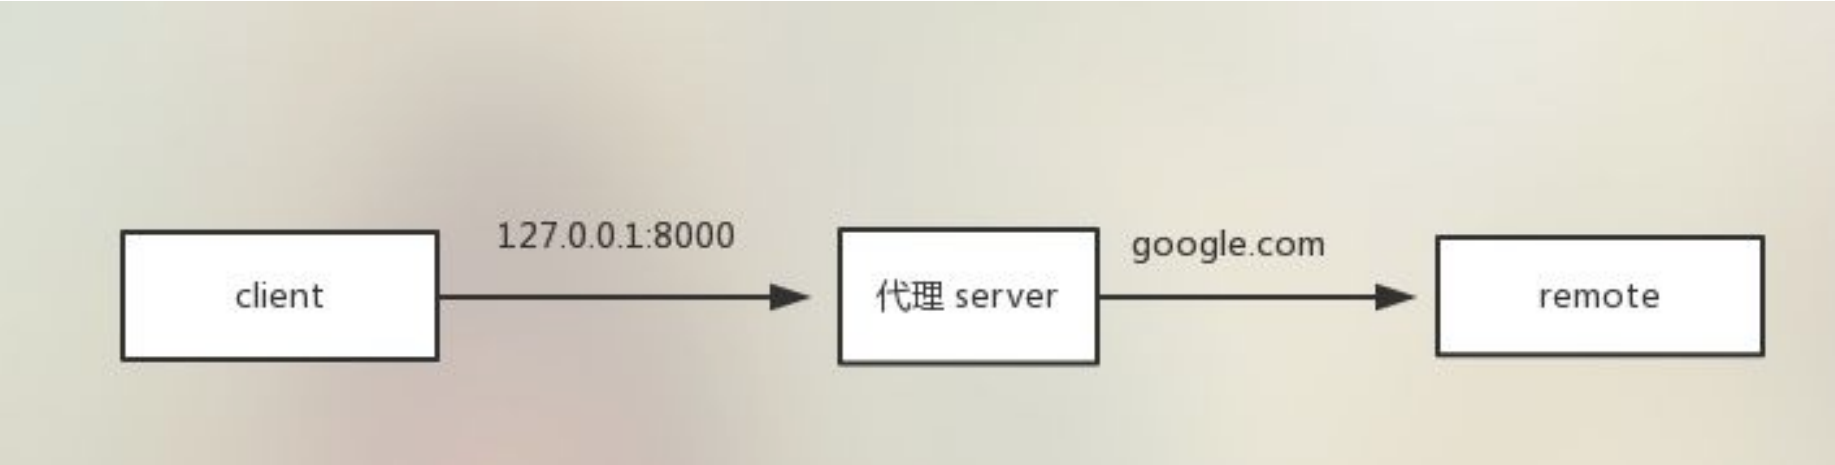 client
127.0.0.1:8000
代理 server
google.com
remote